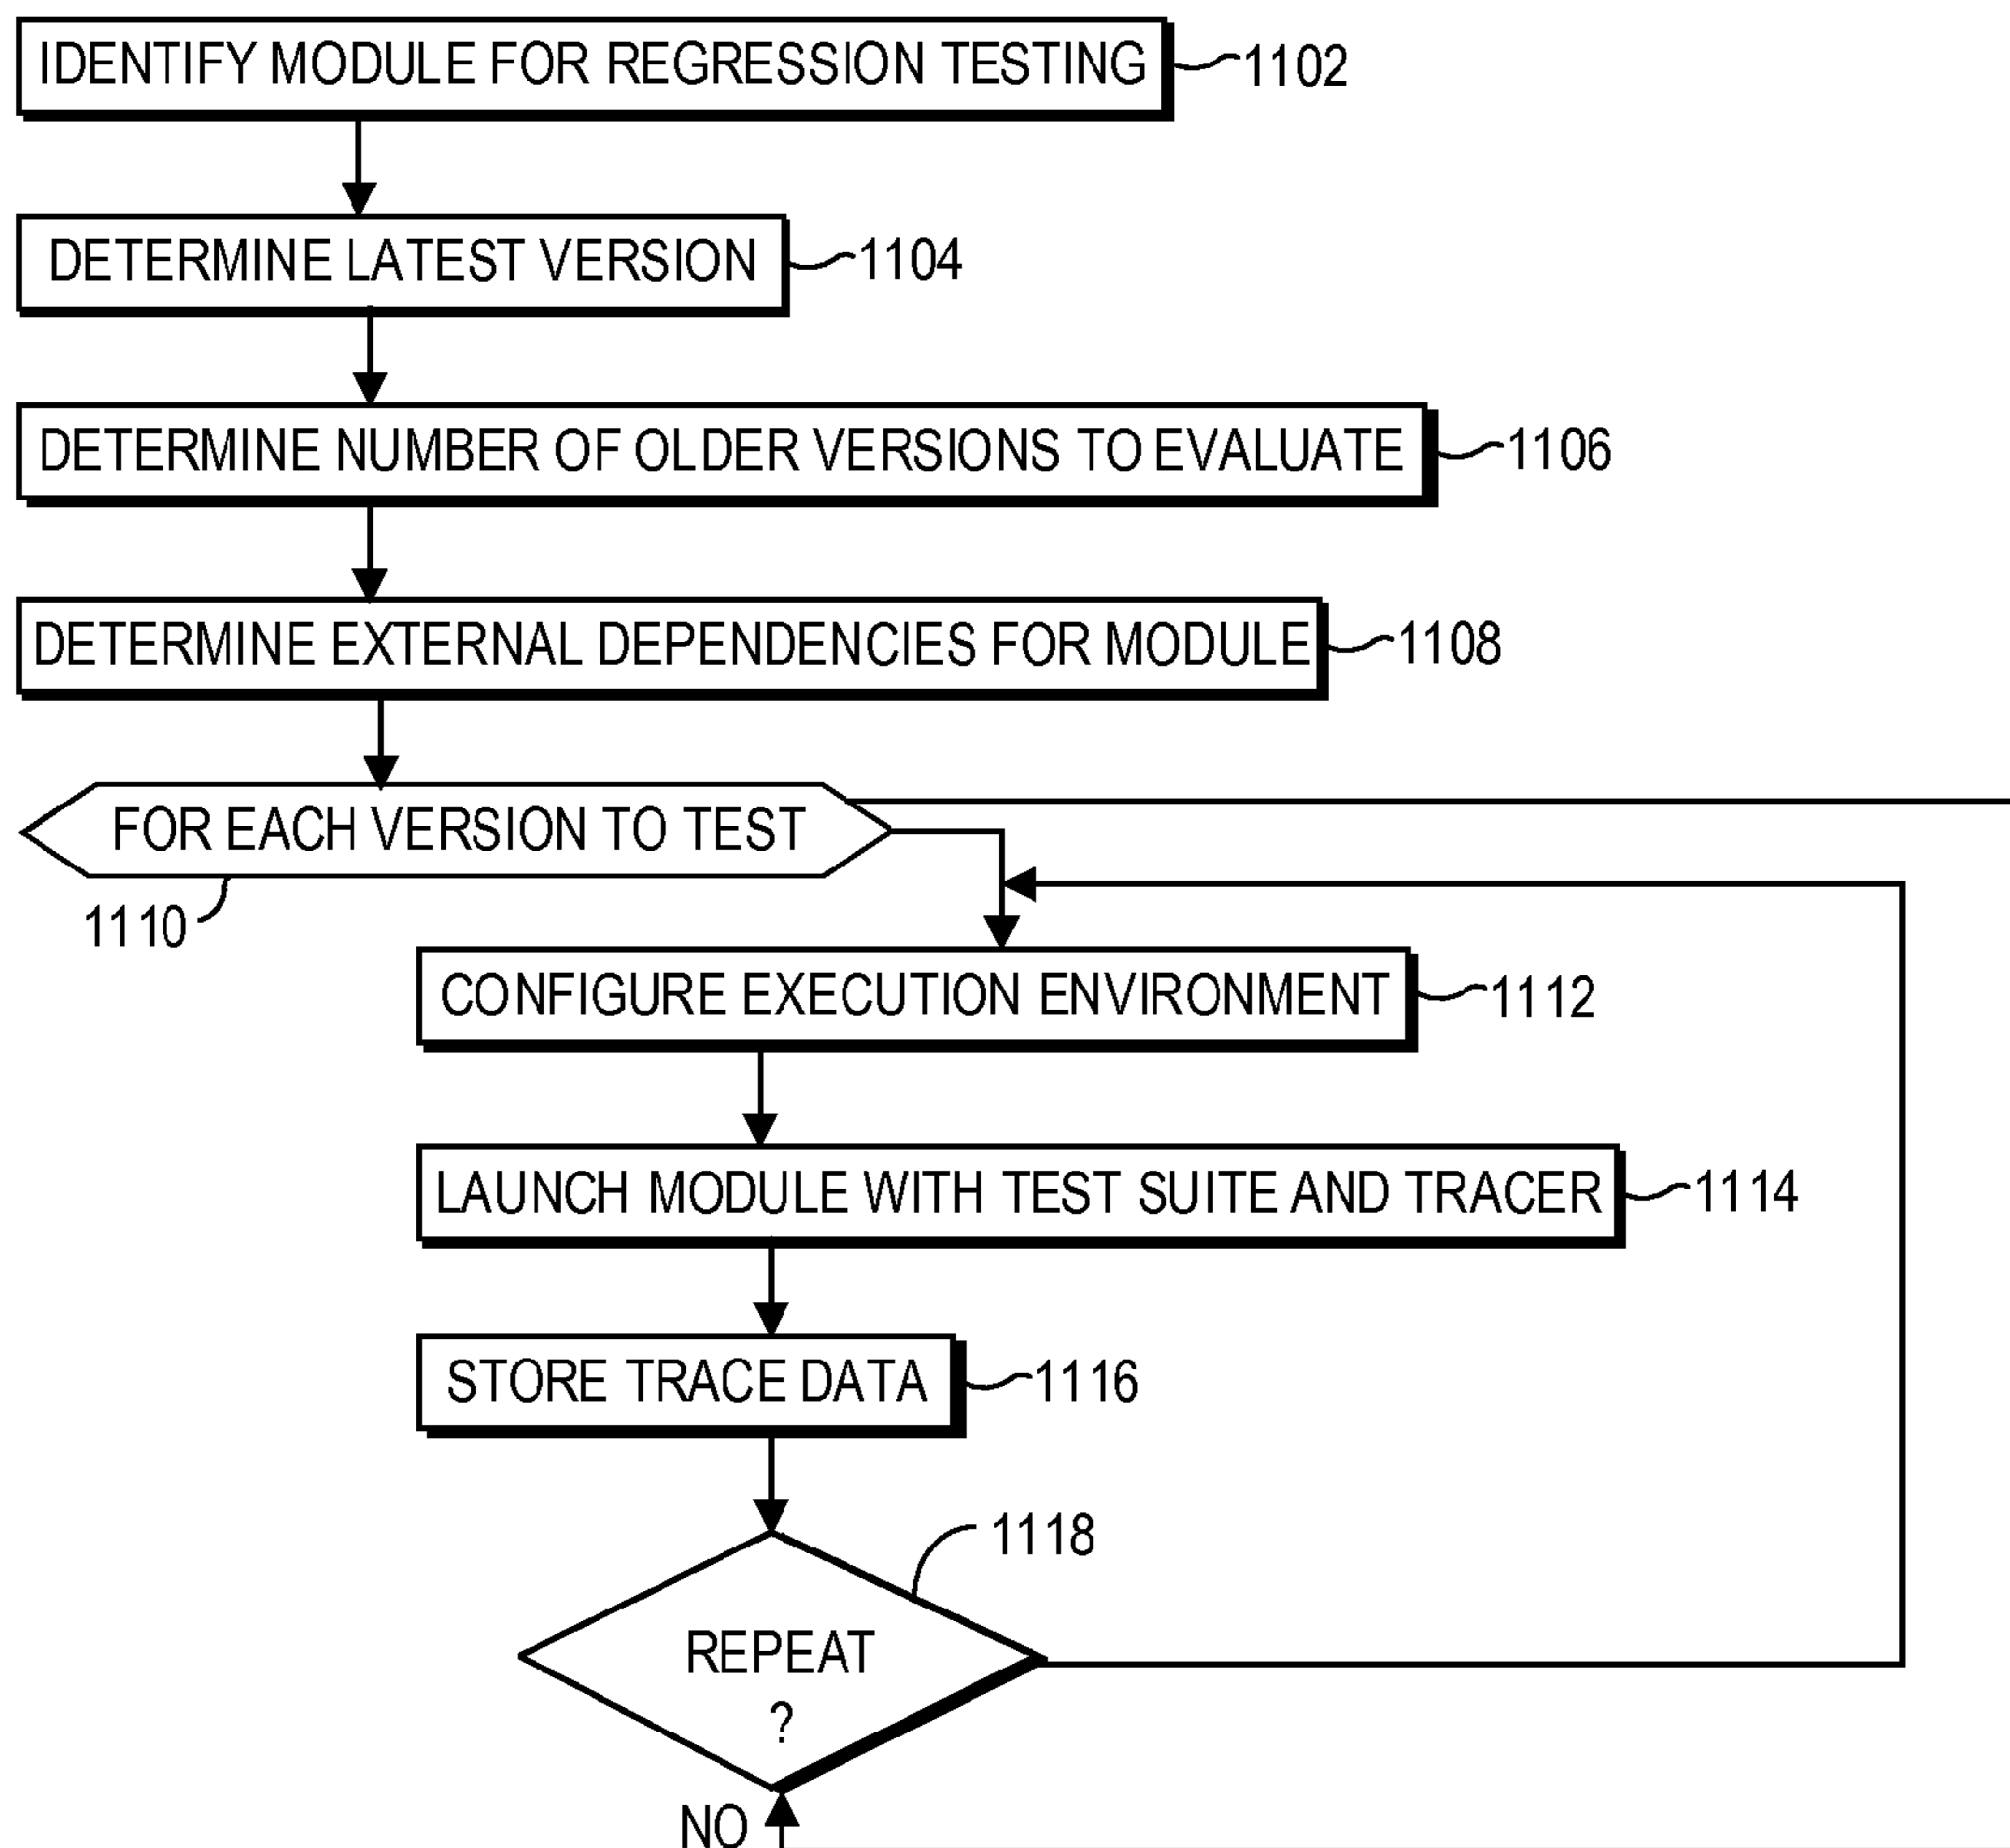 IDENTIFY MODULE FOR REGRESSION TESTING 1102
DETERMINE LATEST VERSION 1104
DETERMINE NUMBER OF OLDER VERSIONS TO EVALUATE 1106
DETERMINE EXTERNAL DEPENDENCIES FOR MODULE 1108
FOR EACH VERSION TO TEST
1110
CONFIGURE EXECUTION ENVIRONMENT 1112
LAUNCH MODULE WITH TEST SUITE AND TRACER 1114
STORE TRACE DATA 1116
1118
REPEAT
?
NO